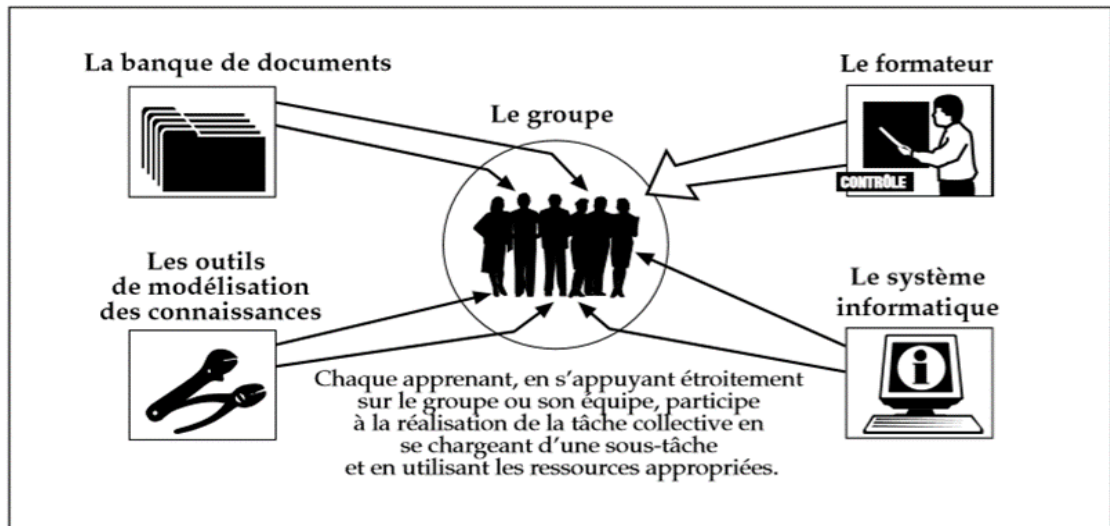 La banque de documents
Le formateur
Le groupe
CONTRÔLE
Les outils
de modélisation
des connaissances
Le système
informatique
Chaque apprenant, en s'appuyant étroitement
sur le groupe ou son équipe, participe
à la réalisation de la tâche collective en
se chargeant d'une sous-tâche
et en utilisant les ressources appropriées.